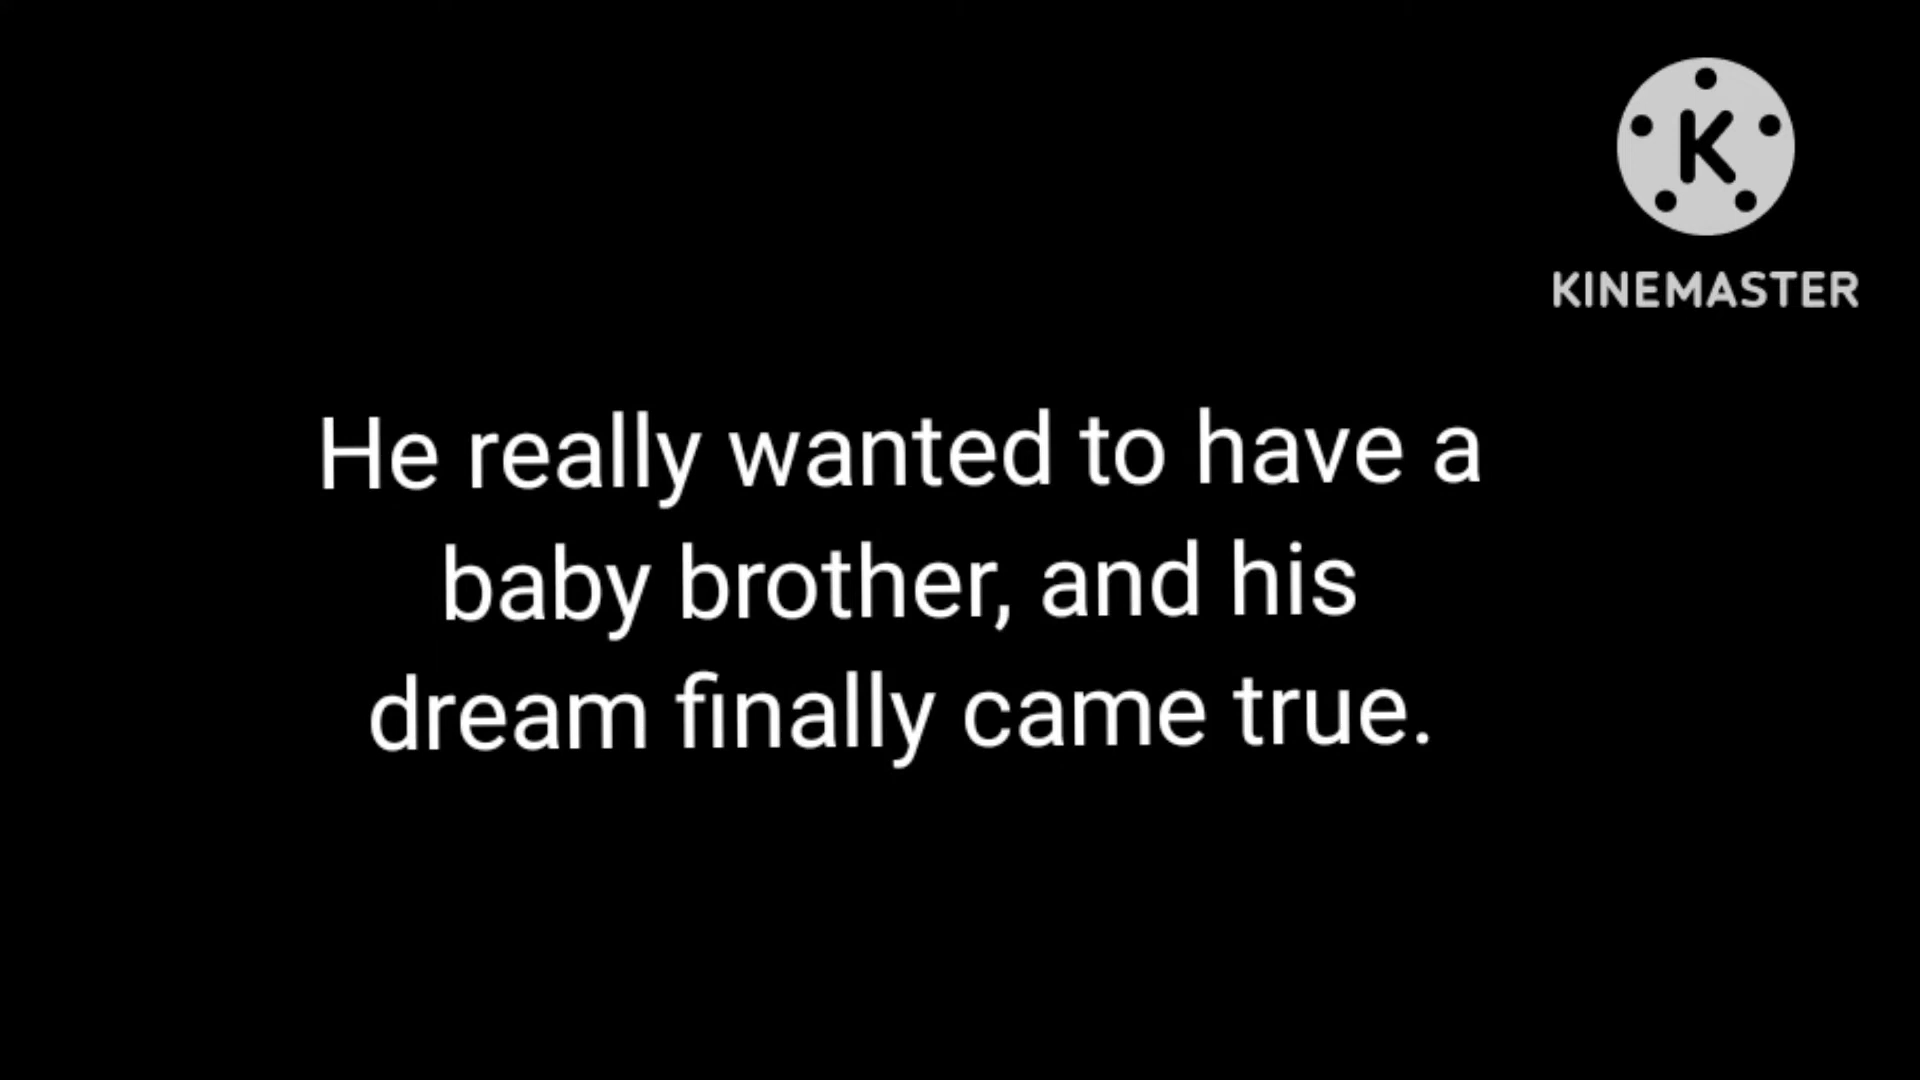 K
KINEMASTER
He really wanted to have a
baby brother, and his
dream finally came true.